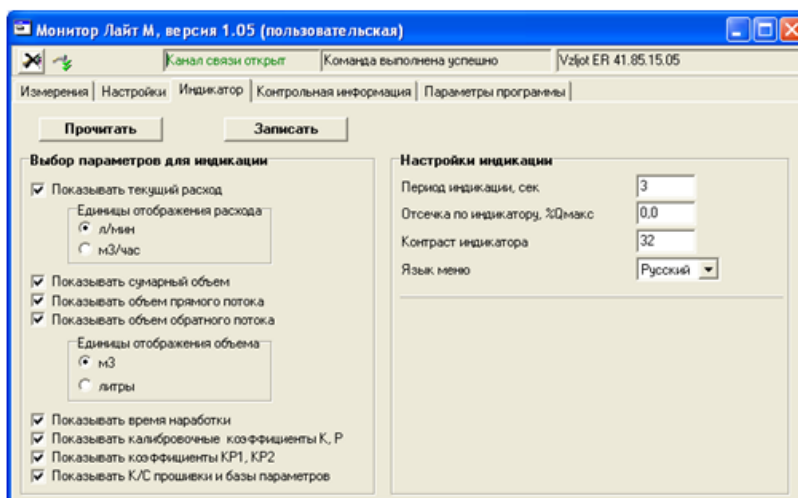 Монитор Лайт М, версия 1.05 (пользовательская)
Канал связи открыт Команда выполнена успешно Vzljot ER 41.85.15.05
Измерения Настройки Индикатор Контрольная информация Параметры программы
Прочитать Записать
Выбор параметров для индикации
Показывать текущий расход
Единицы отображения расхода
л/мин
м3/час
Показывать сумарный объем
Показывать объем прямого потока
Показывать объем обратного потока
Единицы отображения объема
м3
литры
Показывать время наработки
Показывать калибровочные коэффициенты К, Р
Показывать коэффициенты КР1, КР2
Показывать К/С прошивки и базы параметров
Настройки индикации
Период индикации, сек 3
Отсечка по индикатору, %Qмакс 0,0
Контраст индикатора 32
Язык меню Русский